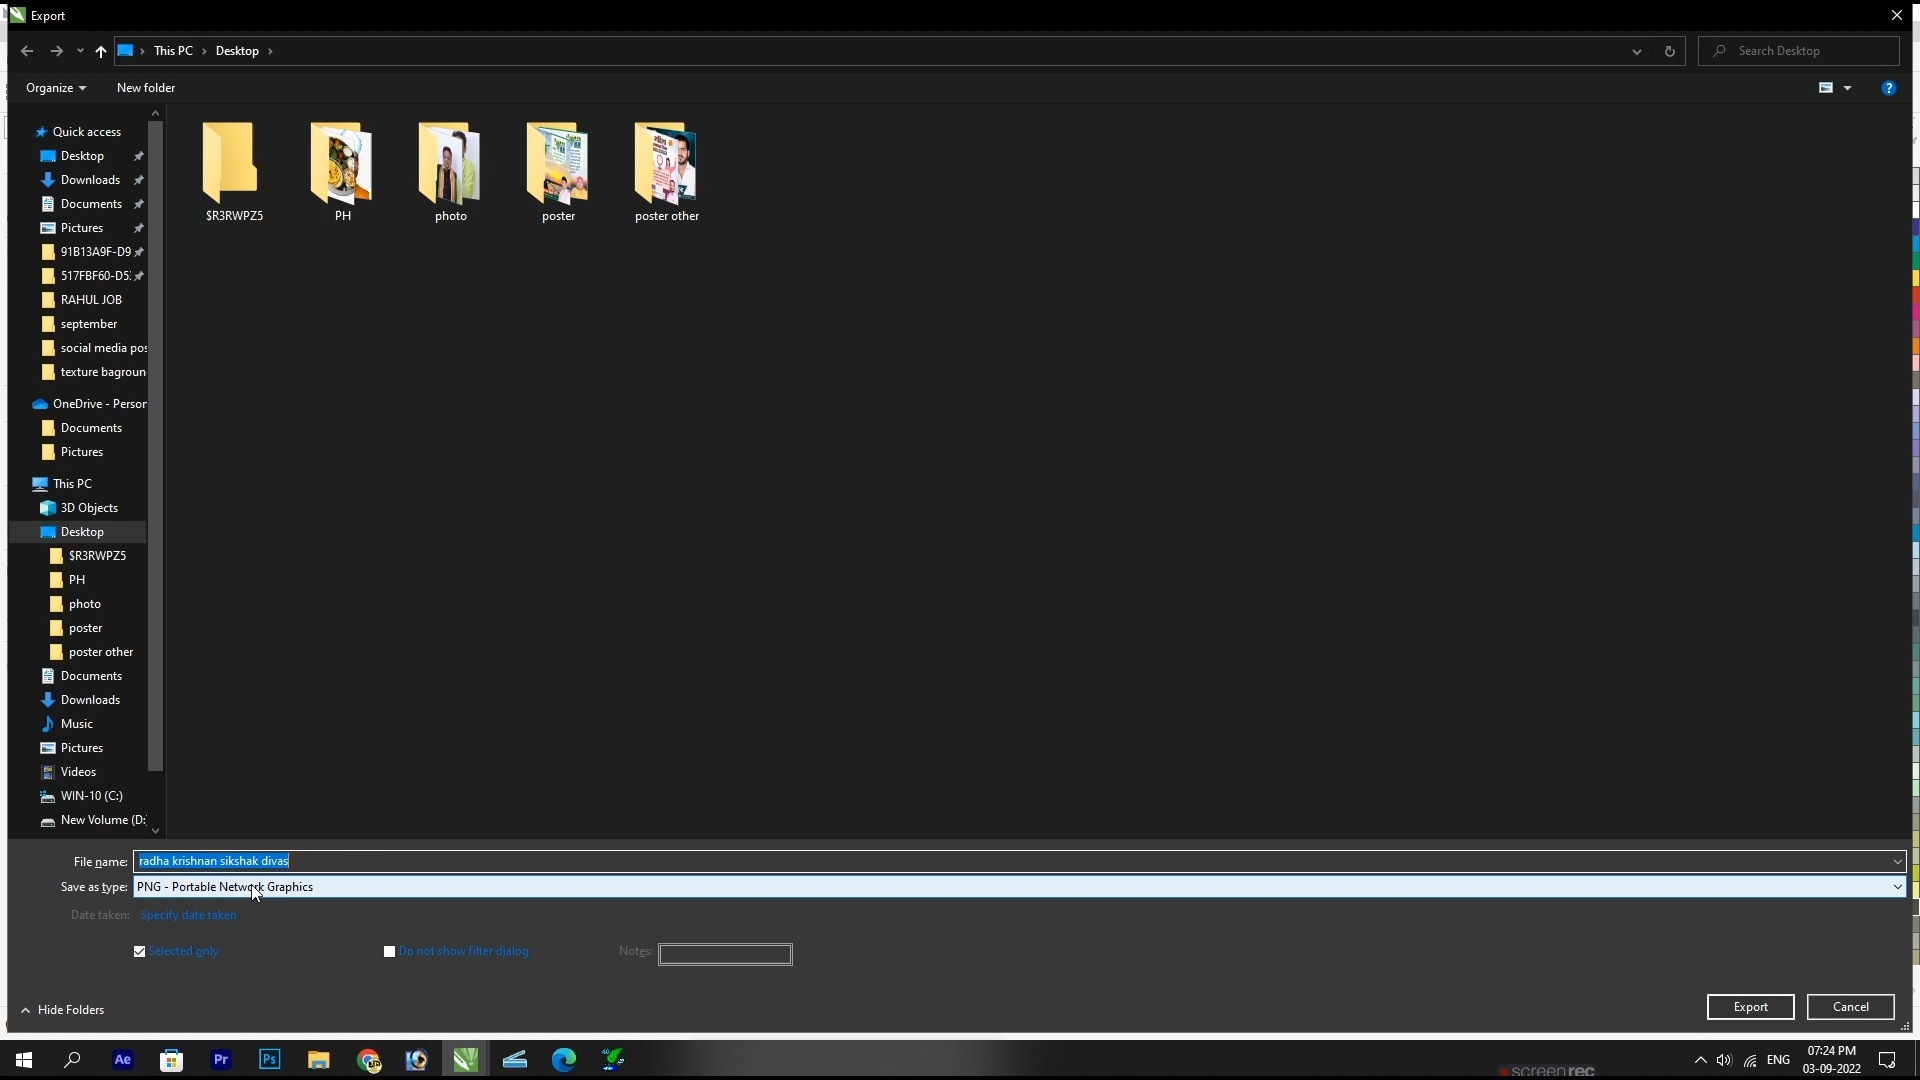 Export
This PC > Desktop >
Search Desktop
Organize
New folder
Quick access
Desktop
Downloads
Documents
Pictures
91B13A9F-D9
517FBF60-D5
RAHUL JOB
september
social media pos
texture bagroun
OneDrive - Person
Documents
Pictures
This PC
3D Objects
Desktop
$R3RWPZ5
PH
photo
poster
poster other
Documents
Downloads
Music
Pictures
Videos
WIN-10 (C:)
New Volume (D:
$R3RWPZ5
PH
photo
poster
poster other
File name: radha krishnan sikshak divas
Save as type: PNG - Portable Network Graphics
Date taken: Specify date taken
Selected only
Do not show filter dialog
Notes:
Hide Folders
Export
Cancel
Ae
Pr
Ps
screenrec
ENG
07:24 PM
03-09-2022